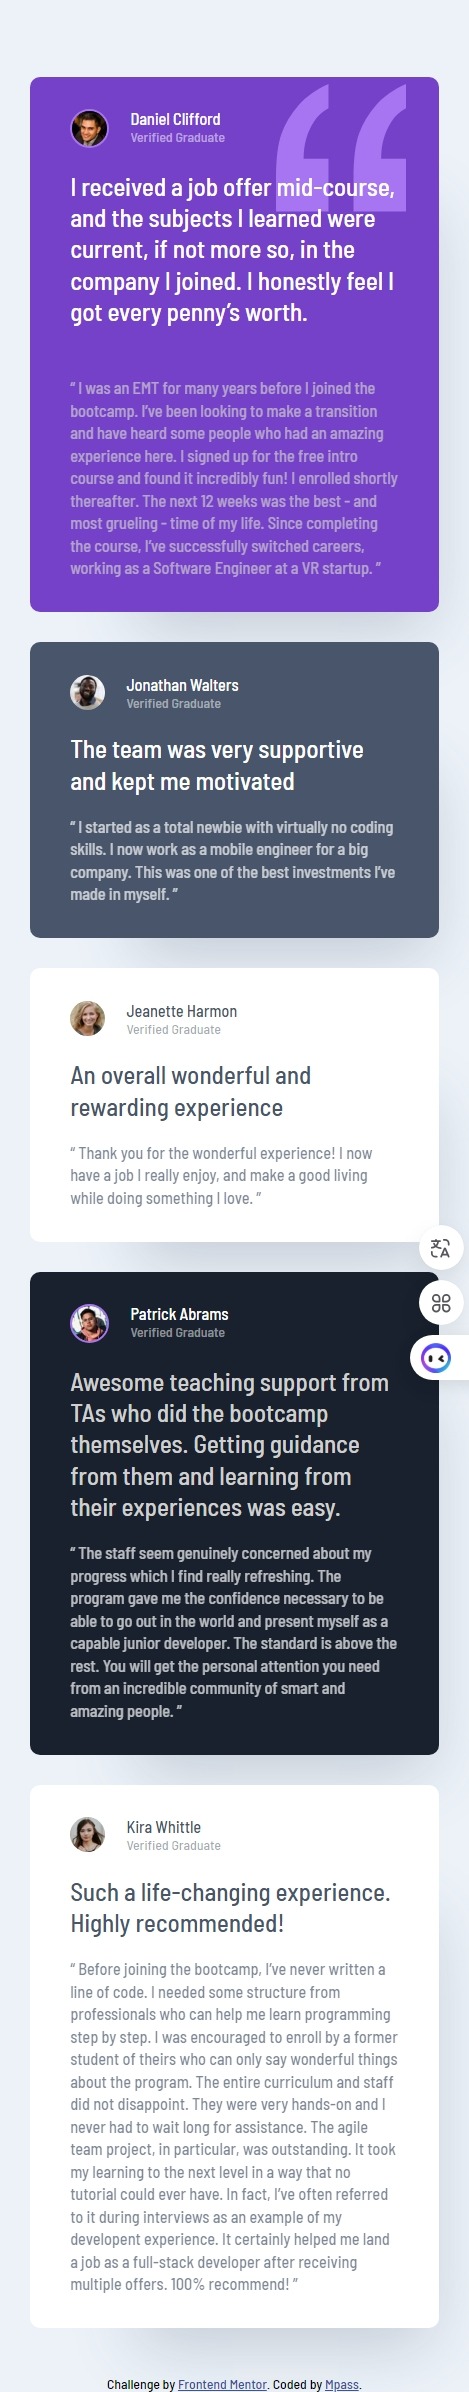 Daniel Clifford
Verified Graduate
I received a job offer mid-course,
and the subjects I learned were
current, if not more so, in the
company I joined. I honestly feel I
got every penny’s worth.
“ I was an EMT for many years before I joined the
bootcamp. I’ve been looking to make a transition
and have heard some people who had an amazing
experience here. I signed up for the free intro
course and found it incredibly fun! I enrolled shortly
thereafter. The next 12 weeks was the best - and
most grueling - time of my life. Since completing
the course, I’ve successfully switched careers,
working as a Software Engineer at a VR startup. ”
Jonathan Walters
Verified Graduate
The team was very supportive
and kept me motivated
“ I started as a total newbie with virtually no coding
skills. I now work as a mobile engineer for a big
company. This was one of the best investments I’ve
made in myself. ”
Jeanette Harmon
Verified Graduate
An overall wonderful and
rewarding experience
“ Thank you for the wonderful experience! I now
have a job I really enjoy, and make a good living
while doing something I love. ”
Patrick Abrams
Verified Graduate
Awesome teaching support from
TAs who did the bootcamp
themselves. Getting guidance
from them and learning from
their experiences was easy.
“ The staff seem genuinely concerned about my
progress which I find really refreshing. The
program gave me the confidence necessary to be
able to go out in the world and present myself as a
capable junior developer. The standard is above the
rest. You will get the personal attention you need
from an incredible community of smart and
amazing people. ”
Kira Whittle
Verified Graduate
Such a life-changing experience.
Highly recommended!
“ Before joining the bootcamp, I’ve never written a
line of code. I needed some structure from
professionals who can help me learn programming
step by step. I was encouraged to enroll by a former
student of theirs who can only say wonderful things
about the program. The entire curriculum and staff
did not disappoint. They were very hands-on and I
never had to wait long for assistance. The agile
team project, in particular, was outstanding. It took
my learning to the next level in a way that no
tutorial could ever have. In fact, I’ve often referred
to it during interviews as an example of my
developent experience. It certainly helped me land
a job as a full-stack developer after receiving
multiple offers. 100% recommend! ”
Challenge by Frontend Mentor. Coded by Mpass.